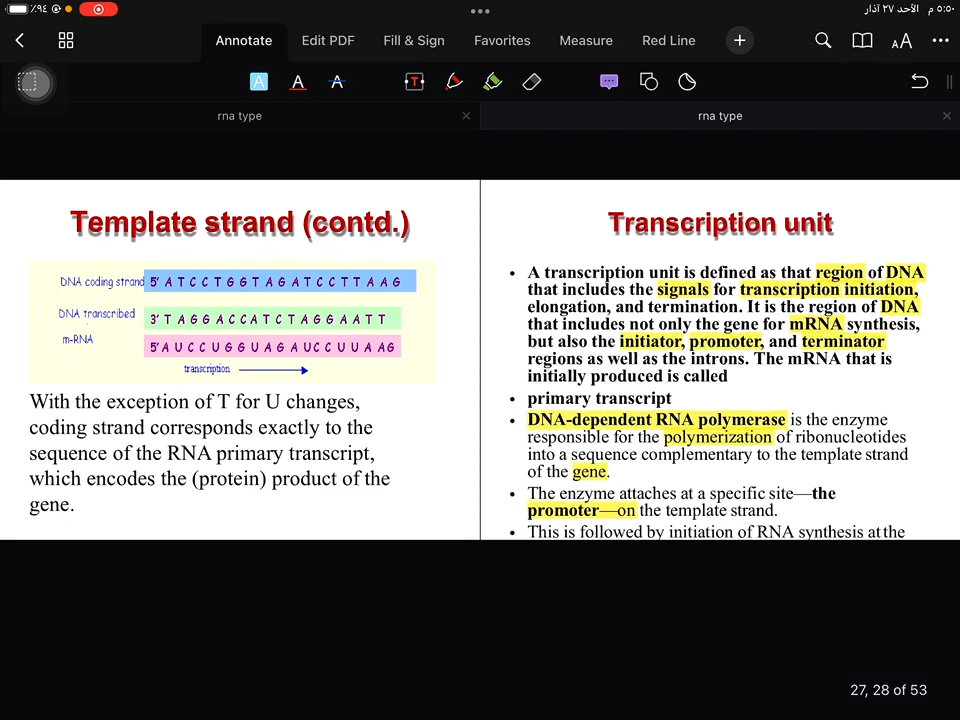 ٪٩٤
٥:٥٠ م الأحد ٢٧ آذار
Annotate
Edit PDF
Fill & Sign
Favorites
Measure
Red Line
AA
A
A
A
T
rna type
rna type
Template strand (contd.)
DNA coding strand 5' A T C C T G G T A G A T C C T T A A G
DNA transcribed 3' T A G G A C C A T C T A G G A A T T
m-RNA 5' A U C C U G G U A G A U C C U U A A G
transcription
With the exception of T for U changes,
coding strand corresponds exactly to the
sequence of the RNA primary transcript,
which encodes the (protein) product of the
gene.
Transcription unit
• A transcription unit is defined as that region of DNA
that includes the signals for transcription initiation,
elongation, and termination. It is the region of DNA
that includes not only the gene for mRNA synthesis,
but also the initiator, promoter, and terminator
regions as well as the introns. The mRNA that is
initially produced is called
• primary transcript
• DNA-dependent RNA polymerase is the enzyme
responsible for the polymerization of ribonucleotides
into a sequence complementary to the template strand
of the gene.
• The enzyme attaches at a specific site—the
promoter—on the template strand.
• This is followed by initiation of RNA synthesis at the
27, 28 of 53